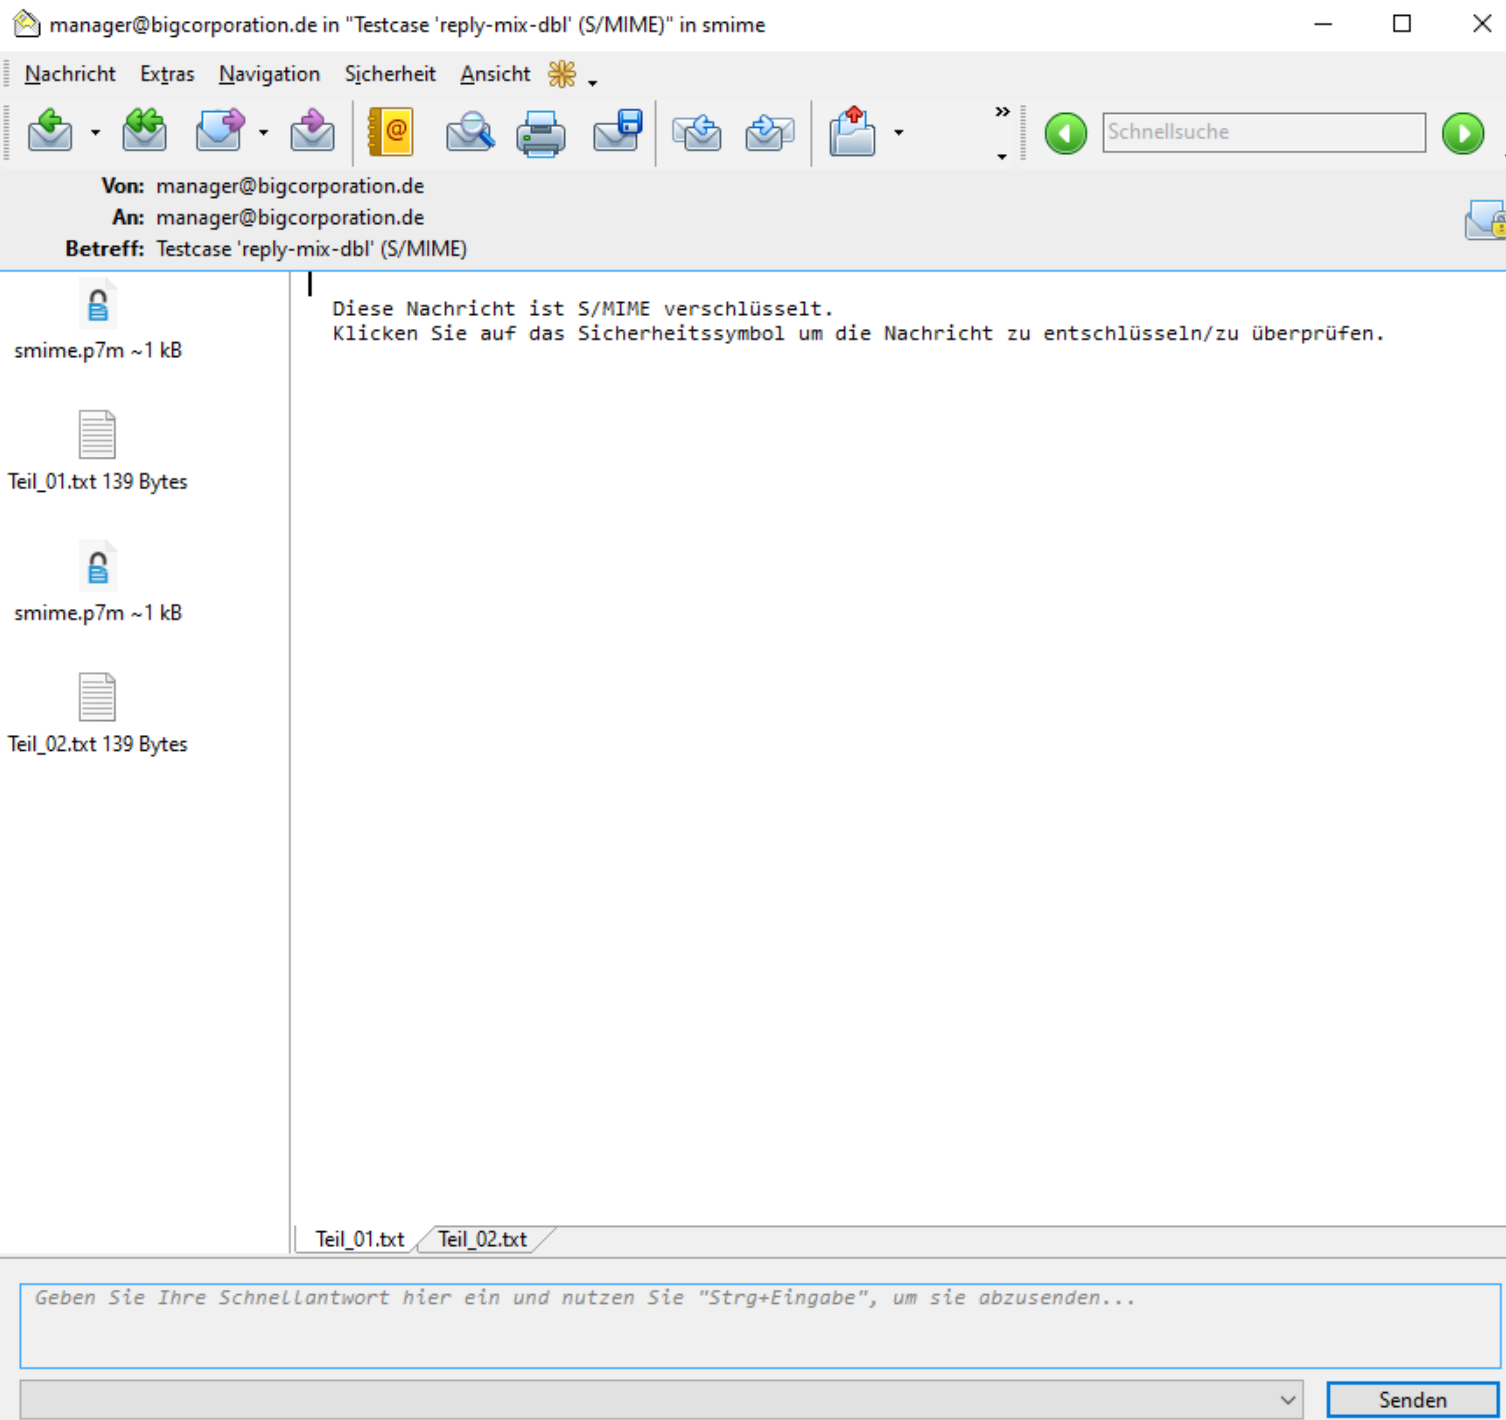 manager@bigcorporation.de in "Testcase 'reply-mix-dbl' (S/MIME)" in smime
Nachricht Extras Navigation Sicherheit Ansicht
@
» Schnellsuche
Von: manager@bigcorporation.de
An: manager@bigcorporation.de
Betreff: Testcase 'reply-mix-dbl' (S/MIME)
Diese Nachricht ist S/MIME verschlüsselt.
Klicken Sie auf das Sicherheitssymbol um die Nachricht zu entschlüsseln/zu überprüfen.
smime.p7m ~1 kB
Teil_01.txt 139 Bytes
smime.p7m ~1 kB
Teil_02.txt 139 Bytes
Teil_01.txt Teil_02.txt
Geben Sie Ihre Schnellantwort hier ein und nutzen Sie "Strg+Eingabe", um sie abzusenden...
Senden